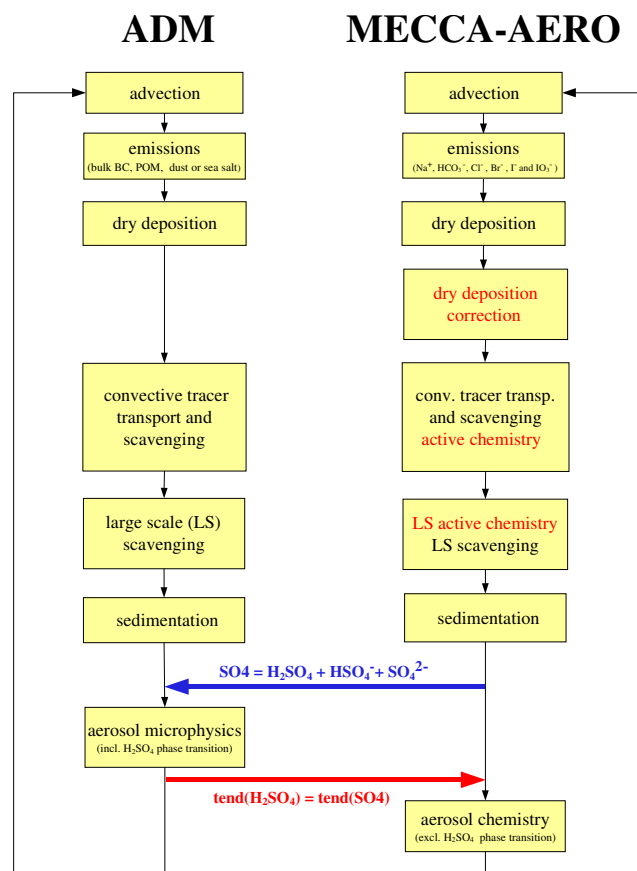 ADM
MECCA-AERO
advection
advection
emissions
(bulk BC, POM, dust or sea salt)
emissions
(Na⁺, HCO₃⁻, Cl⁻, Br⁻, I⁻ and IO₃⁻)
dry deposition
dry deposition
dry deposition
correction
convective tracer
transport and
scavenging
conv. tracer transp.
and scavenging
active chemistry
large scale (LS)
scavenging
LS active chemistry
LS scavenging
sedimentation
sedimentation
SO4 = H₂SO₄ + HSO₄⁻+ SO₄²⁻
aerosol microphysics
(incl. H₂SO₄ phase transition)
tend(H₂SO₄) = tend(SO4)
aerosol chemistry
(excl. H₂SO₄ phase transition)